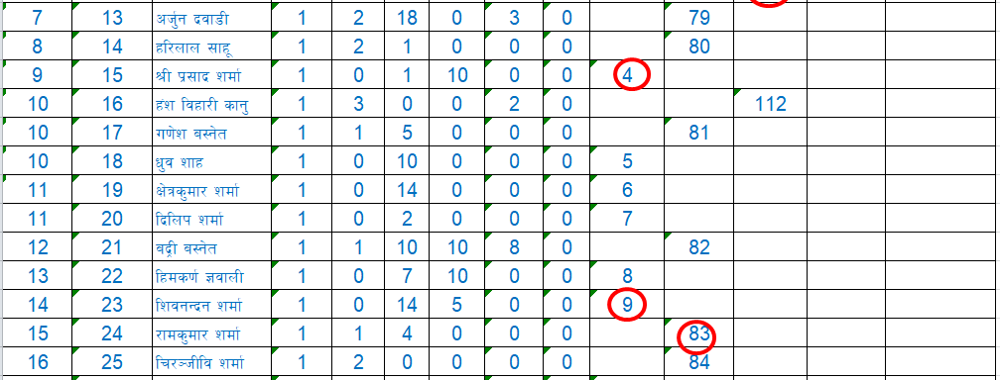 7 13 अर्जुन दवाडी 1 2 18 0 3 0 79
8 14 हरिलाल साहू 1 2 1 0 0 0 80
9 15 श्री प्रसाद शर्मा 1 0 1 10 0 0 4
10 16 हंश विहारी कानु 1 3 0 0 2 0 112
10 17 गणेश बस्नेत 1 1 5 0 0 0 81
10 18 ध्रुव शाह 1 0 10 0 0 0 5
11 19 क्षेत्रकुमार शर्मा 1 0 14 0 0 0 6
11 20 दिलिप शर्मा 1 0 2 0 0 0 7
12 21 बद्री बस्नेत 1 1 10 10 8 0 82
13 22 हिमकर्ण ज्ञवाली 1 0 7 10 0 0 8
14 23 शिवनन्दन शर्मा 1 0 14 5 0 0 9
15 24 रामकुमार शर्मा 1 1 4 0 0 0 83
16 25 चिरञ्जीवि शर्मा 1 2 0 0 0 0 84